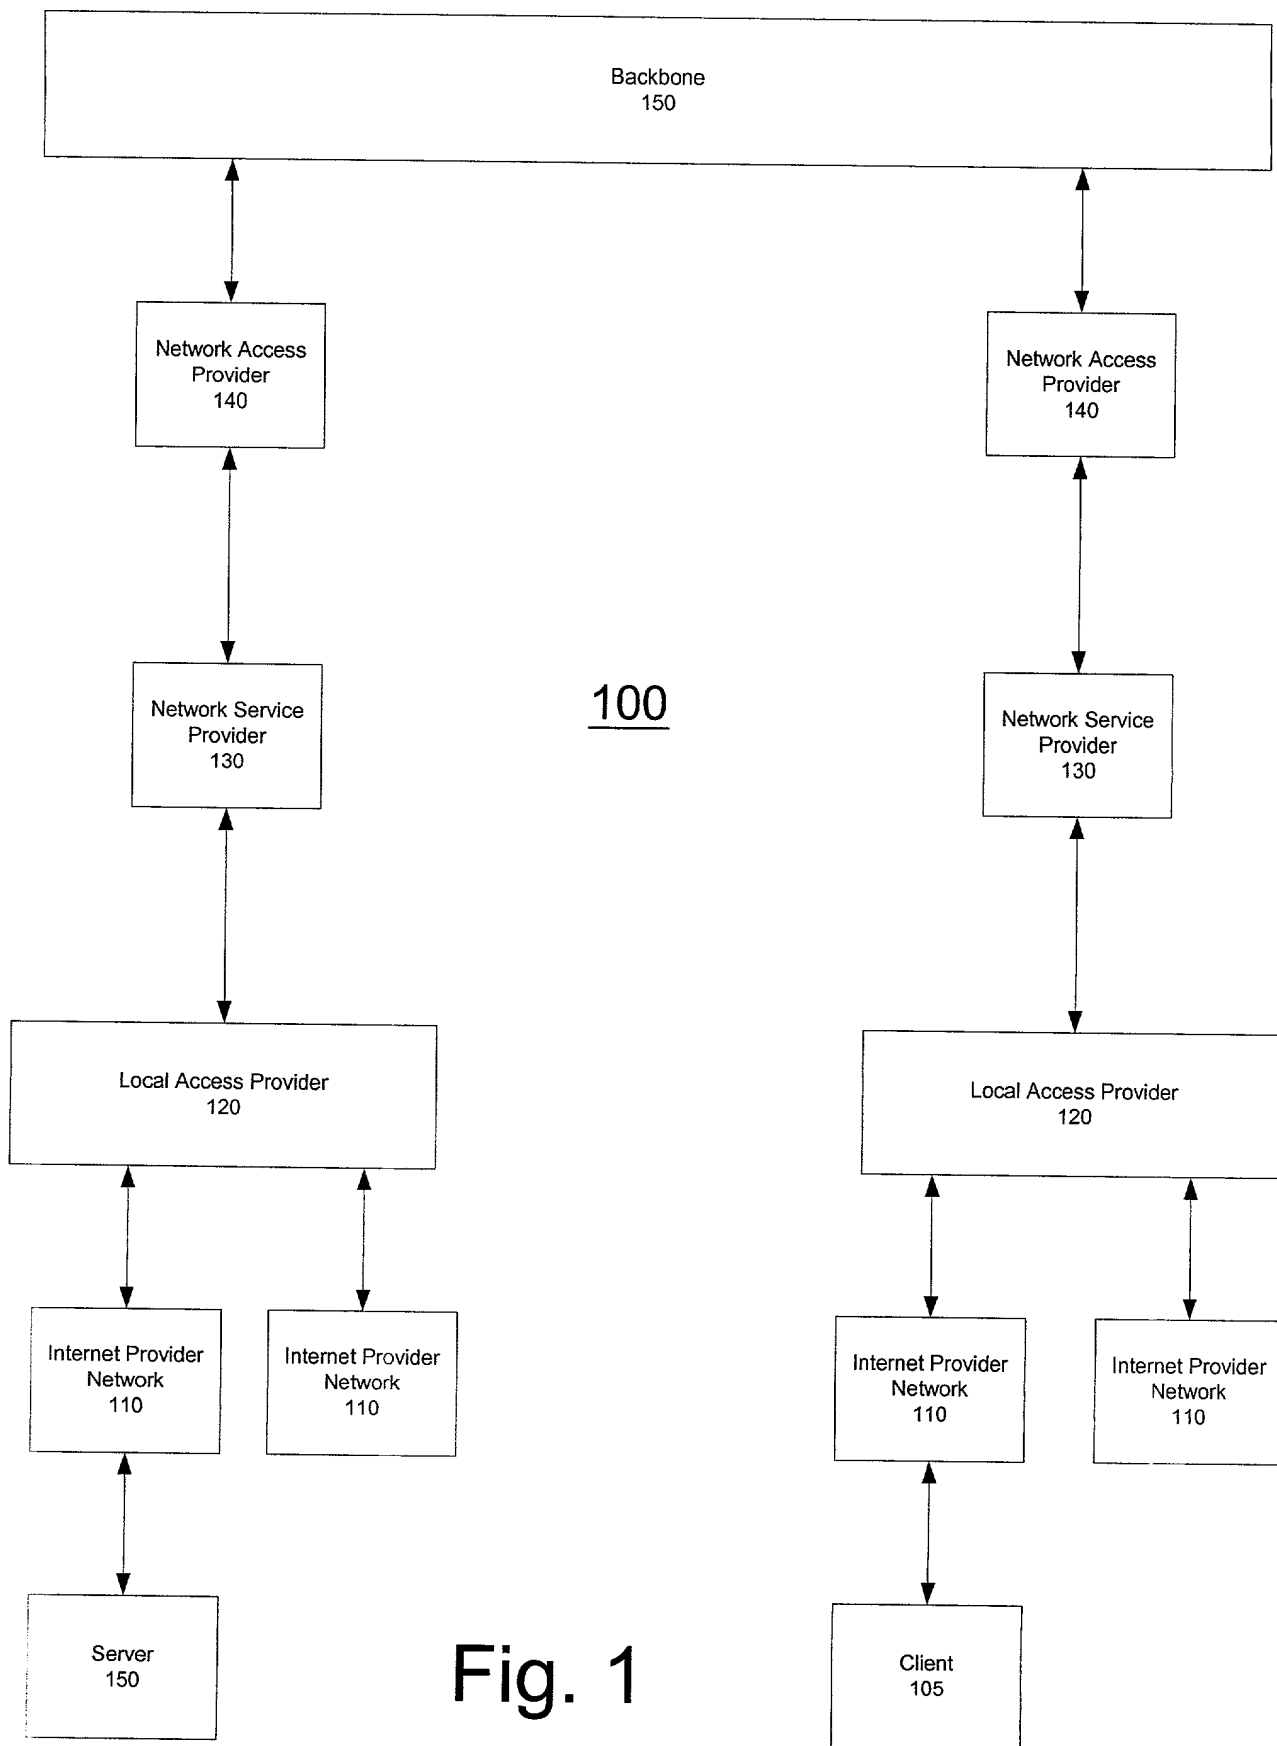 Backbone
150
Network Access
Provider
140
Network Access
Provider
140
Network Service
Provider
130
100
Network Service
Provider
130
Local Access Provider
120
Local Access Provider
120
Internet Provider
Network
110
Internet Provider
Network
110
Internet Provider
Network
110
Internet Provider
Network
110
Server
150
Fig. 1
Client
105